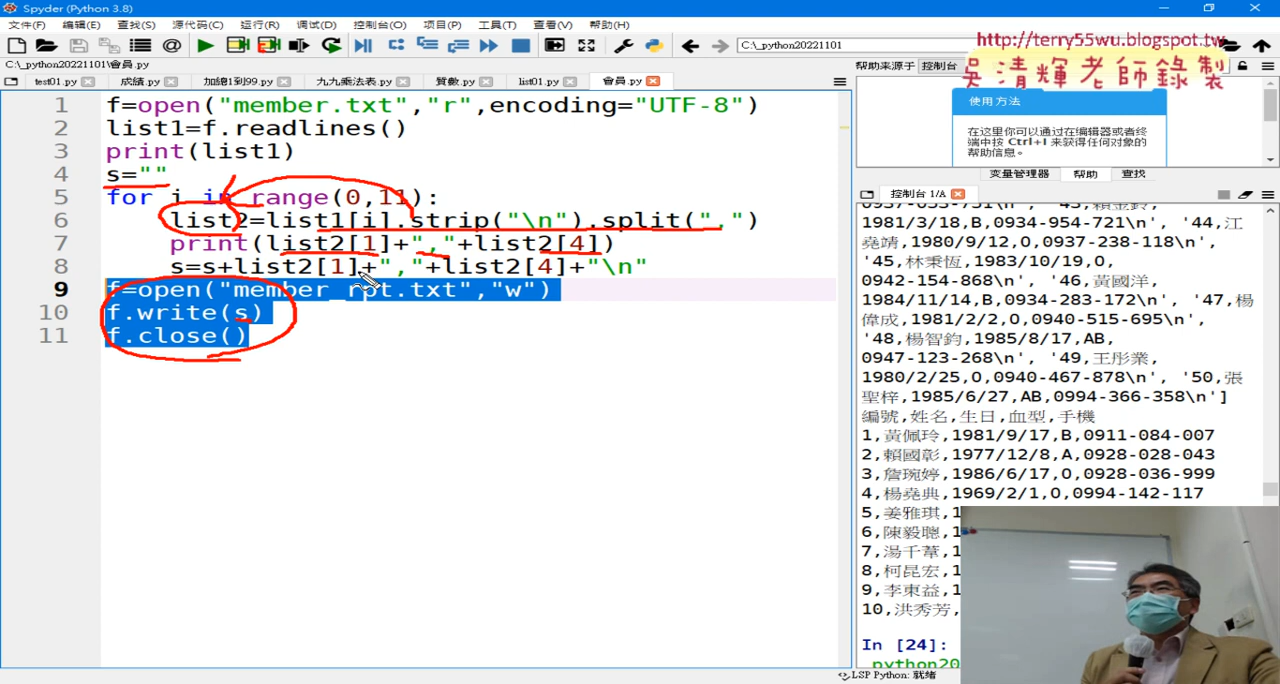 Spyder (Python 3.8)
文件(F) 编辑(E) 查找(S) 源代码(C) 运行(R) 调试(D) 控制台(O) 项目(P) 工具(T) 查看(V) 帮助(H)
C:\_python20221101
http://terry55wu.blogspot.tw
吳清輝老師錄製
C:\_python20221101\會員.py
test01.py 成績.py 加總1到99.py 九九乘法表.py 質數.py list01.py 會員.py
1 f=open("member.txt","r",encoding="UTF-8")
2 list1=f.readlines()
3 print(list1)
4 s=""
5 for i in range(0,11):
6 list2=list1[i].strip("\n").split(",")
7 print(list2[1]+","+list2[4])
8 s=s+list2[1]+","+list2[4]+"\n"
9 f=open("member_rpt.txt","w")
10 f.write(s)
11 f.close()
帮助来源于 控制台
使用方法
在这里你可以通过在编辑器或者终
端中按 Ctrl+I 来获得任何对象的
帮助信息。
变量管理器 帮助 查找
控制台 1/A
1981/3/18,B,0934-954-721\n', '44,江
堯靖,1980/9/12,O,0937-238-118\n',
'45,林秉恆,1983/10/19,O,
0942-154-868\n', '46,黃國洋,
1984/11/14,B,0934-283-172\n', '47,楊
偉成,1981/2/2,O,0940-515-695\n',
'48,楊智鈞,1985/8/17,AB,
0947-123-268\n', '49,王彤業,
1980/2/25,O,0940-467-878\n', '50,張
聖梓,1985/6/27,AB,0994-366-358\n']
編號,姓名,生日,血型,手機
1,黃佩玲,1981/9/17,B,0911-084-007
2,賴國彰,1977/12/8,A,0928-028-043
3,詹琬婷,1986/6/17,O,0928-036-999
4,楊堯典,1969/2/1,O,0994-142-117
5,姜雅琪,1
6,陳毅聰,1
7,湯千葦,1
8,柯昆宏,1
9,李東益,1
10,洪秀芳,
In [24]:
python20
LSP Python: 就绪